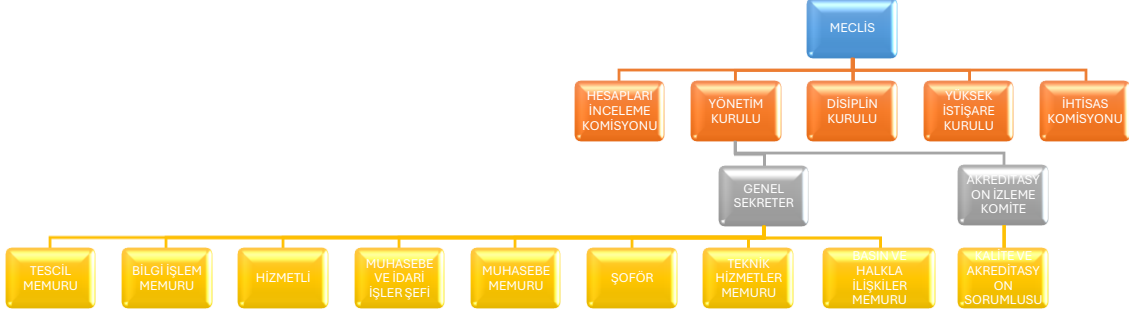 MECLİS
HESAPLARI
İNCELEME
KOMİSYONU
YÖNETİM
KURULU
DİSİPLİN
KURULU
YÜKSEK
İSTİŞARE
KURULU
İHTİSAS
KOMİSYONU
GENEL
SEKRETER
AKREDİTASY
ON İZLEME
KOMİTE
TESCİL
MEMURU
BİLGİ İŞLEM
MEMURU
HİZMETLİ
MUHASEBE
VE İDARİ
İŞLER ŞEFİ
MUHASEBE
MEMURU
ŞOFÖR
TEKNİK
HİZMETLER
MEMURU
BASIN VE
HALKLA
İLİŞKİLER
MEMURU
KALİTE VE
AKREDİTASY
ON
SORUMLUSU